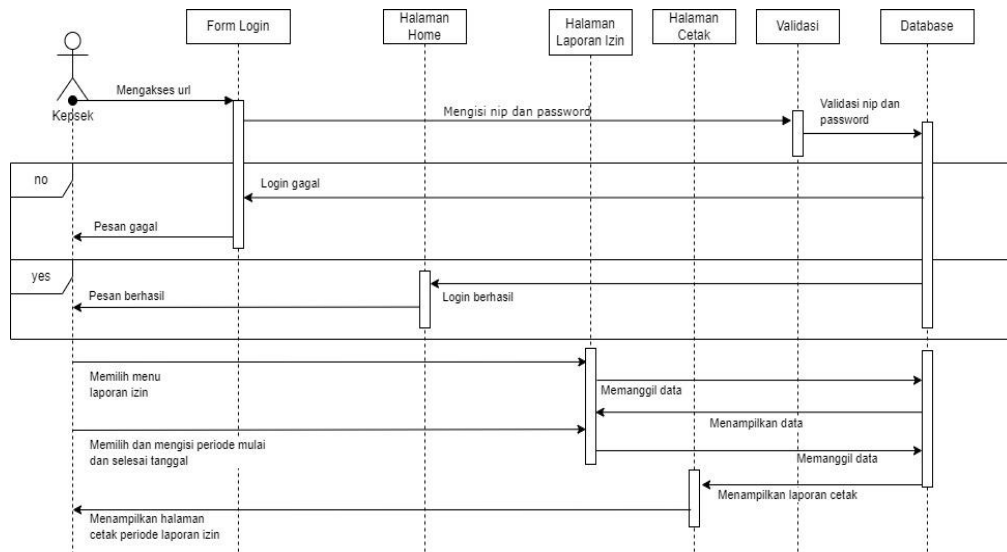 Form Login
Halaman
Home
Halaman
Laporan Izin
Halaman
Cetak
Validasi
Database
Kepsek
Mengakses url
Mengisi nip dan password
Validasi nip dan
password
no
Login gagal
Pesan gagal
yes
Login berhasil
Pesan berhasil
Memilih menu
laporan izin
Memanggil data
Menampilkan data
Memilih dan mengisi periode mulai
dan selesai tanggal
Memanggil data
Menampilkan laporan cetak
Menampilkan halaman
cetak periode laporan izin